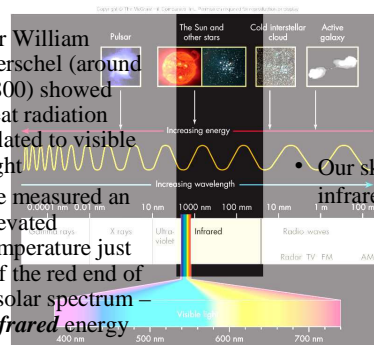 Copyright © The McGraw-Hill Companies, Inc. Permission required for reproduction or display.
r William
erschel (around
00) showed
at radiation
lated to visible
ght
e measured an
evated
emperature just
f the red end of
solar spectrum –
frared energy
• Our sk
infrare
Pulsar
The Sun and
other stars
Cold interstellar
cloud
Active
galaxy
Increasing energy
Increasing wavelength
0.0001 nm 0.01 nm 10 nm 1000 nm 100 mm 10 mm 1 m 100 m
rays X rays Ultra-
violet Infrared Radio waves
Radar TV FM AM
Visible light
400 nm 500 nm 600 nm 700 nm